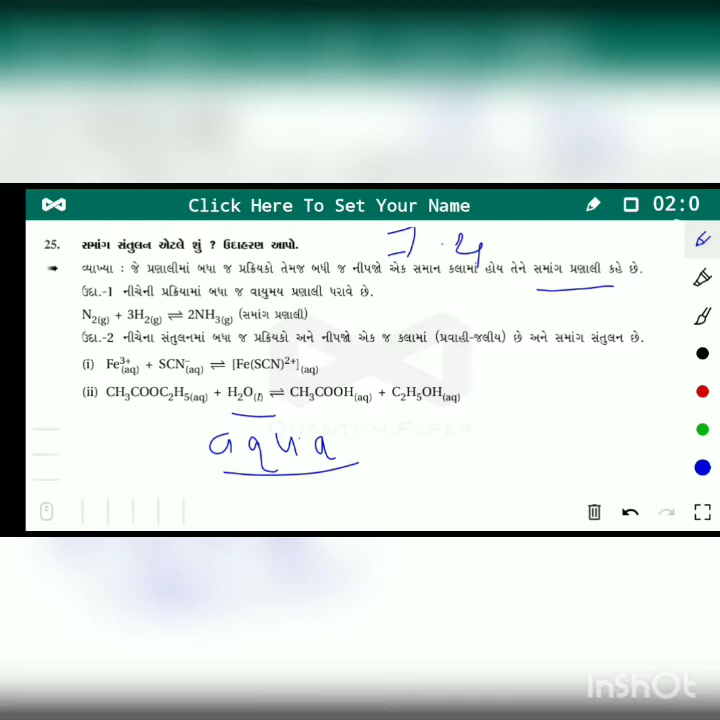 Click Here To Set Your Name
02:0
25. સમાંગ સંતુલન એટલે શું ? ઉદાહરણ આપો.
➠ વ્યાખ્યા : જે પ્રણાલીમાં બધા જ પ્રક્રિયકો તેમજ બધી જ નીપજો એક સમાન કલામાં હોય તેને સમાંગ પ્રણાલી કહે છે.
ઉદા.-1 નીચેની પ્રક્રિયામાં બધા જ વાયુમય પ્રણાલી ધરાવે છે.
N₂(g) + 3H₂(g) ⇌ 2NH₃(g) (સમાંગ પ્રણાલી)
ઉદા.-2 નીચેના સંતુલનમાં બધા જ પ્રક્રિયકો અને નીપજો એક જ કલામાં (પ્રવાહી-જલીય) છે અને સમાંગ સંતુલન છે.
(i) Fe³⁺(aq) + SCN⁻(aq) ⇌ [Fe(SCN)²⁺](aq)
(ii) CH₃COOC₂H₅(aq) + H₂O(l) ⇌ CH₃COOH(aq) + C₂H₅OH(aq)
QUANTUM PAPER
aqua
InShOt